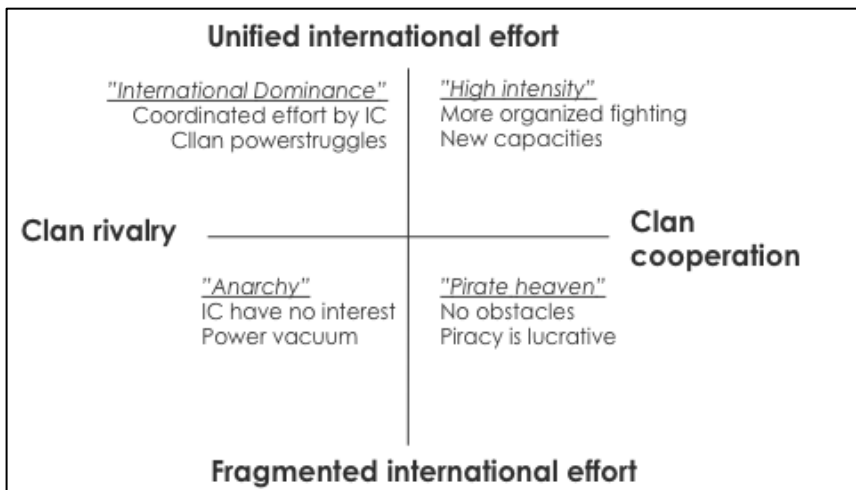 Unified international effort
"International Dominance"
Coordinated effort by IC
Cllan powerstruggles
"High intensity"
More organized fighting
New capacities
Clan rivalry
Clan
cooperation
"Anarchy"
IC have no interest
Power vacuum
"Pirate heaven"
No obstacles
Piracy is lucrative
Fragmented international effort